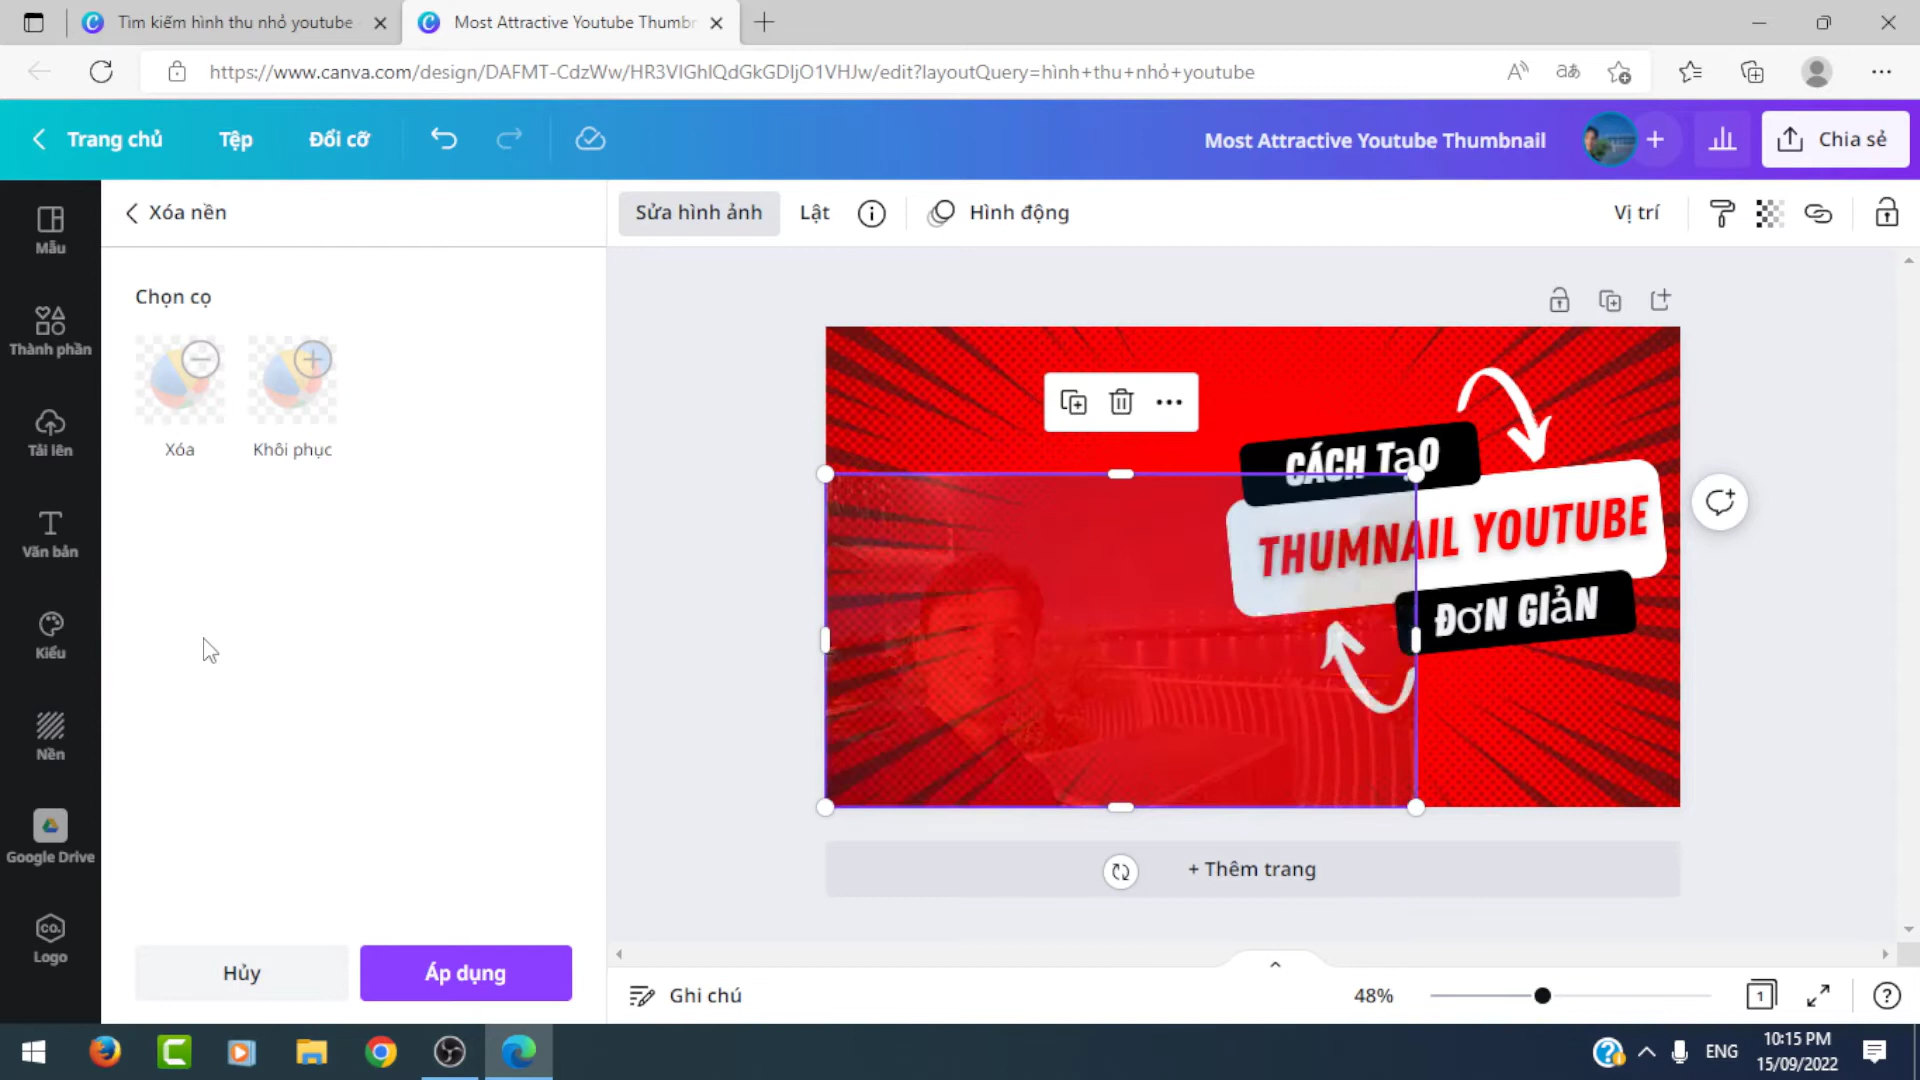 Tìm kiếm hình thu nhỏ youtube
Most Attractive Youtube Thumbn
https://www.canva.com/design/DAFMT-CdzWw/HR3VIGhlQdGkGDIjO1VHJw/edit?layoutQuery=hình+thu+nhỏ+youtube
Trang chủ
Tệp
Đổi cỡ
Most Attractive Youtube Thumbnail
Chia sẻ
Xóa nền
Sửa hình ảnh
Lật
Hình động
Vị trí
Mẫu
Thành phần
Tải lên
Văn bản
Kiểu
Nền
Google Drive
CO.
Logo
Chọn cọ
Xóa
Khôi phục
CÁCH TạO
THUMNAIL YOUTUBE
ĐơN GIảN
+ Thêm trang
Hủy
Áp dụng
Ghi chú
48%
1
ENG
10:15 PM
15/09/2022